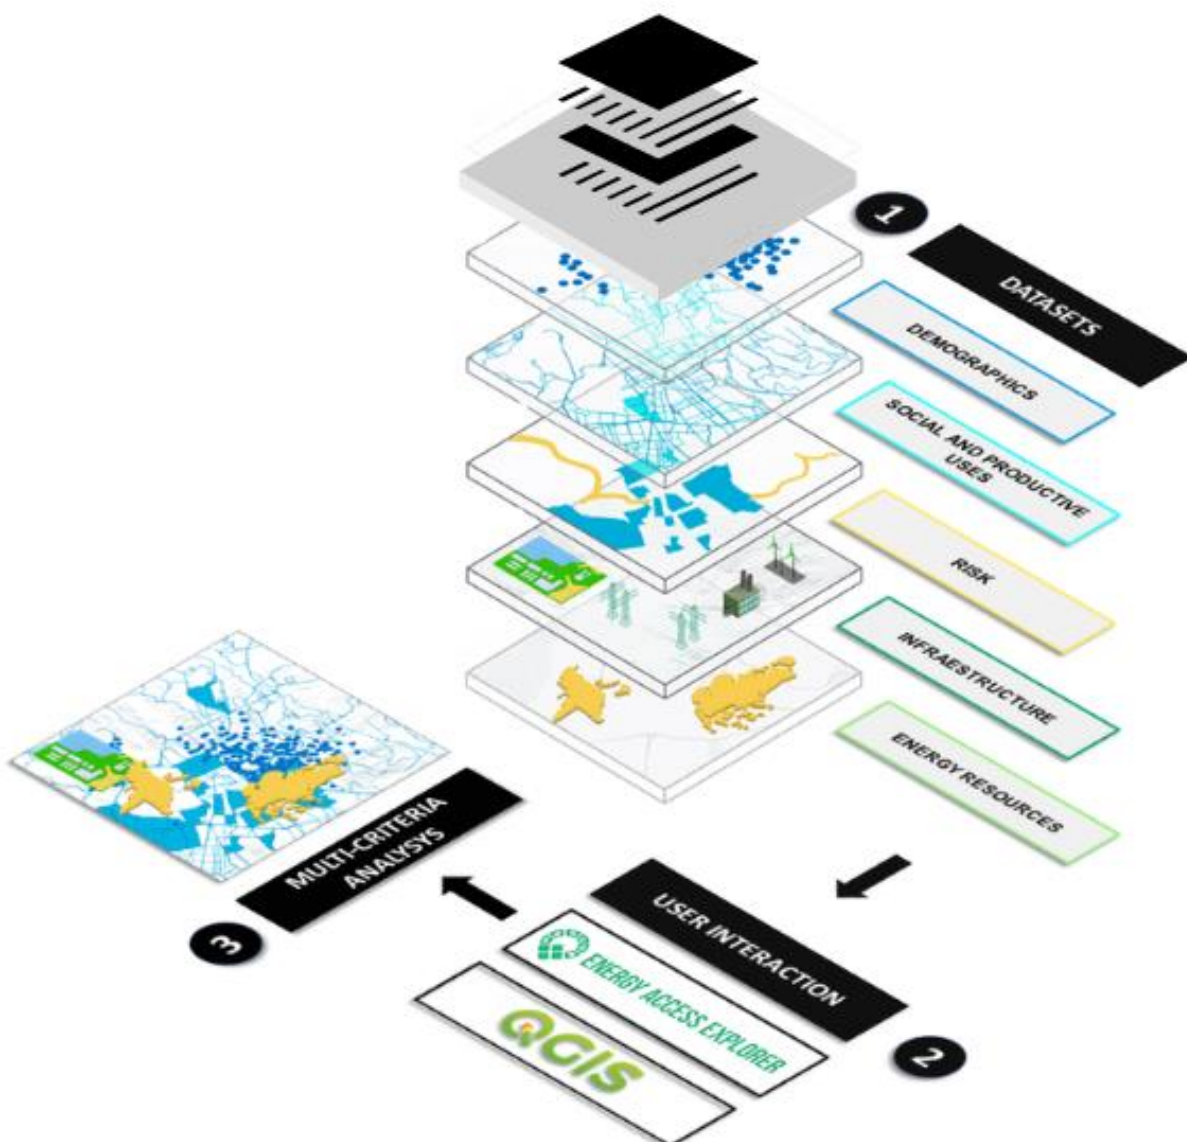 1
DATASETS
DEMOGRAPHICS
SOCIAL AND PRODUCTIVE
USES
RISK
INFRAESTRUCTURE
ENERGY RESOURCES
USER INTERACTION
2
ENERGY ACCESS EXPLORER
QGIS
MULTI-CRITERIA
ANALYSYS
3